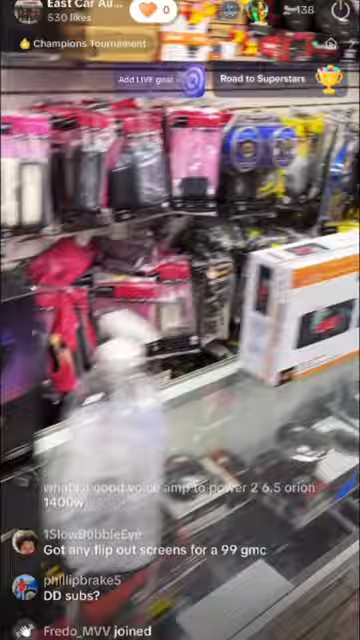 East Car Au...
530 likes
0
138
Champions Tournament
Add LIVE goal
Road to Superstars
what a good voice amp to power 2 6.5 orion
1400w
1SlowB0bbleEye
Got any flip out screens for a 99 gmc
phillipbrake5
DD subs?
Fredo_MVV joined